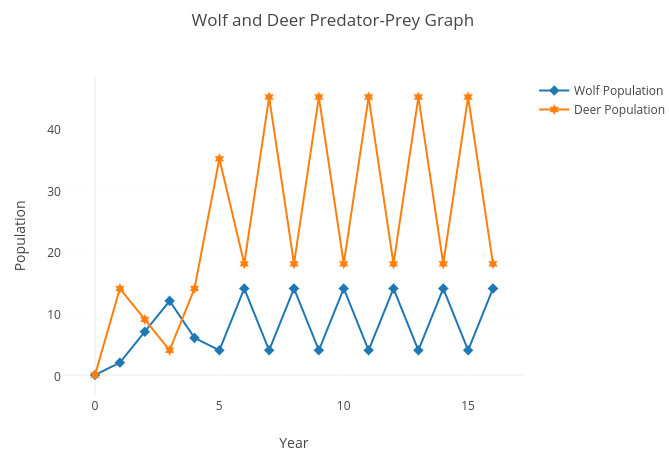 Wolf and Deer Predator-Prey Graph
Wolf Population
Deer Population
Population
40
30
20
10
0
0 5 10 15
Year